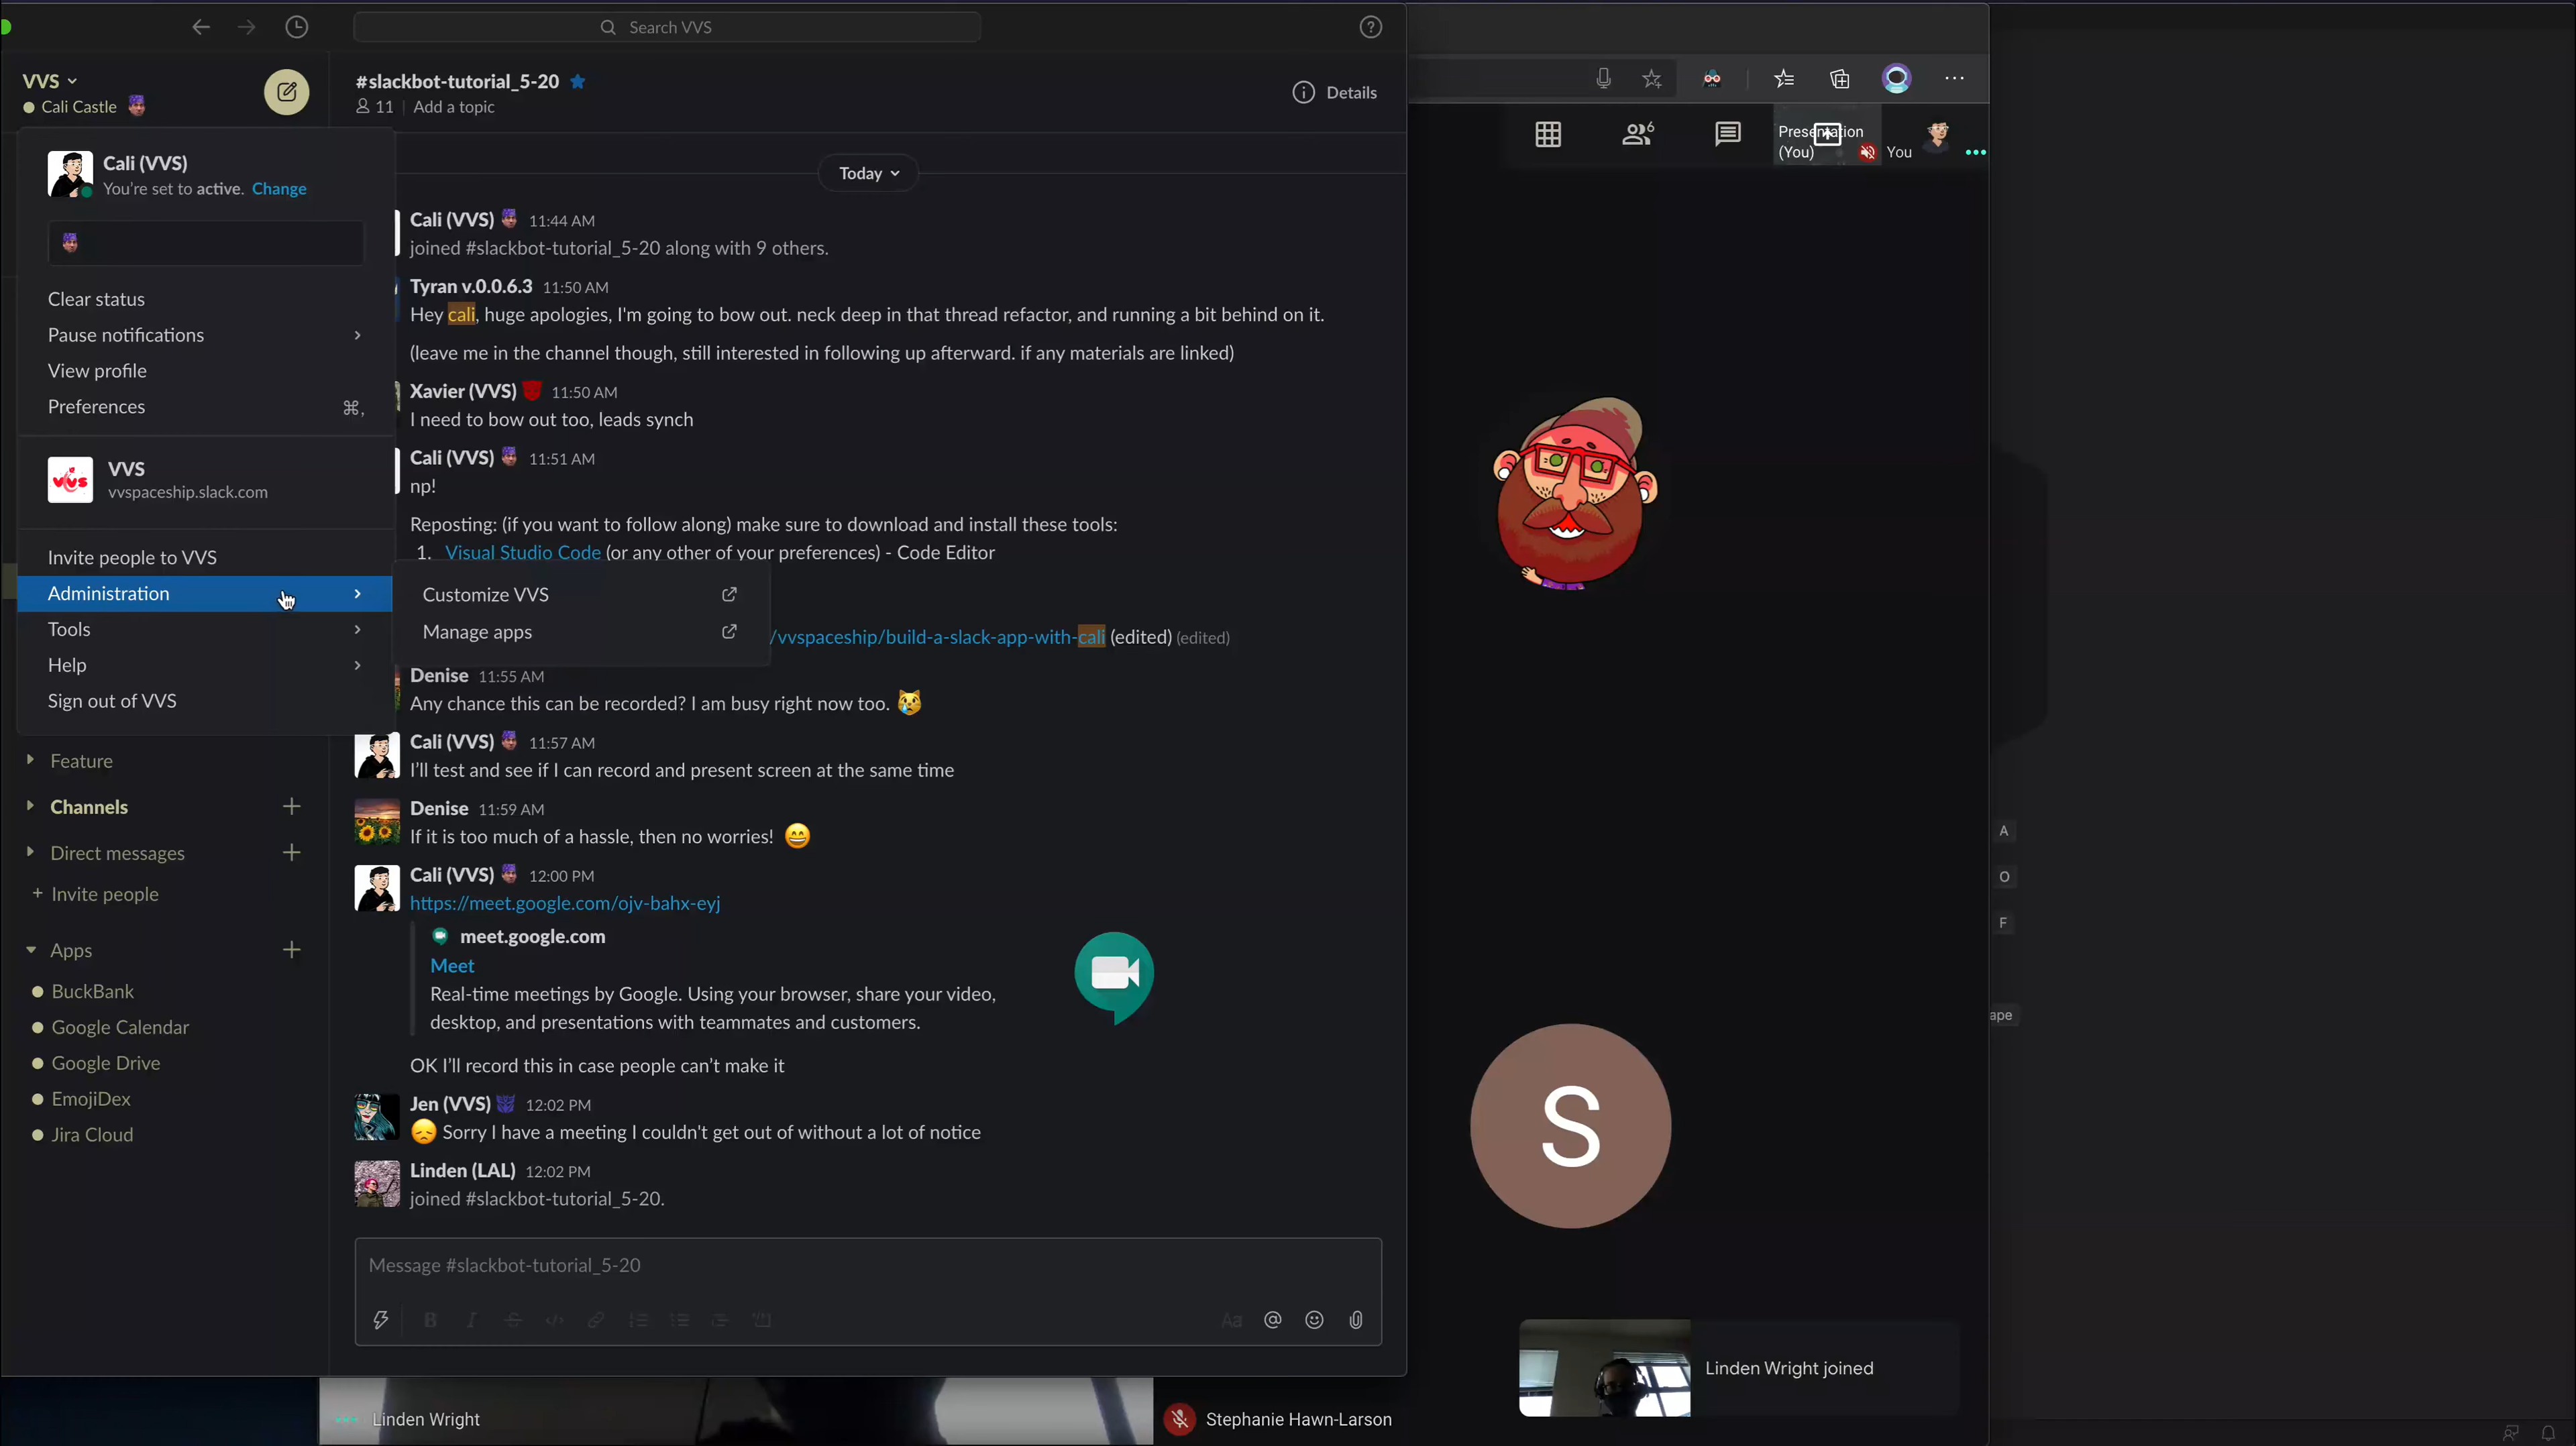 Search VVS
VVS
Cali Castle
#slackbot-tutorial_5-20
11 | Add a topic
Details
Cali (VVS)
You're set to active. Change
Clear status
Pause notifications
View profile
Preferences ⌘,
VVS
vvspaceship.slack.com
Invite people to VVS
Administration
Tools
Help
Sign out of VVS
Customize VVS
Manage apps
Feature
Channels
Direct messages
+ Invite people
Apps
BuckBank
Google Calendar
Google Drive
EmojiDex
Jira Cloud
Today
Cali (VVS) 11:44 AM
joined #slackbot-tutorial_5-20 along with 9 others.
Tyran v.0.0.6.3 11:50 AM
Hey cali, huge apologies, I'm going to bow out. neck deep in that thread refactor, and running a bit behind on it.
(leave me in the channel though, still interested in following up afterward. if any materials are linked)
Xavier (VVS) 11:50 AM
I need to bow out too, leads synch
Cali (VVS) 11:51 AM
np!
Reposting: (if you want to follow along) make sure to download and install these tools:
1. Visual Studio Code (or any other of your preferences) - Code Editor
/vvspaceship/build-a-slack-app-with-cali (edited) (edited)
Denise 11:55 AM
Any chance this can be recorded? I am busy right now too.
Cali (VVS) 11:57 AM
I'll test and see if I can record and present screen at the same time
Denise 11:59 AM
If it is too much of a hassle, then no worries!
Cali (VVS) 12:00 PM
https://meet.google.com/ojv-bahx-eyj
meet.google.com
Meet
Real-time meetings by Google. Using your browser, share your video,
desktop, and presentations with teammates and customers.
OK I'll record this in case people can't make it
Jen (VVS) 12:02 PM
Sorry I have a meeting I couldn't get out of without a lot of notice
Linden (LAL) 12:02 PM
joined #slackbot-tutorial_5-20.
Message #slackbot-tutorial_5-20
Aa
6
Presentation
(You)
You
S
Linden Wright joined
Linden Wright
Stephanie Hawn-Larson
A
O
F
ape